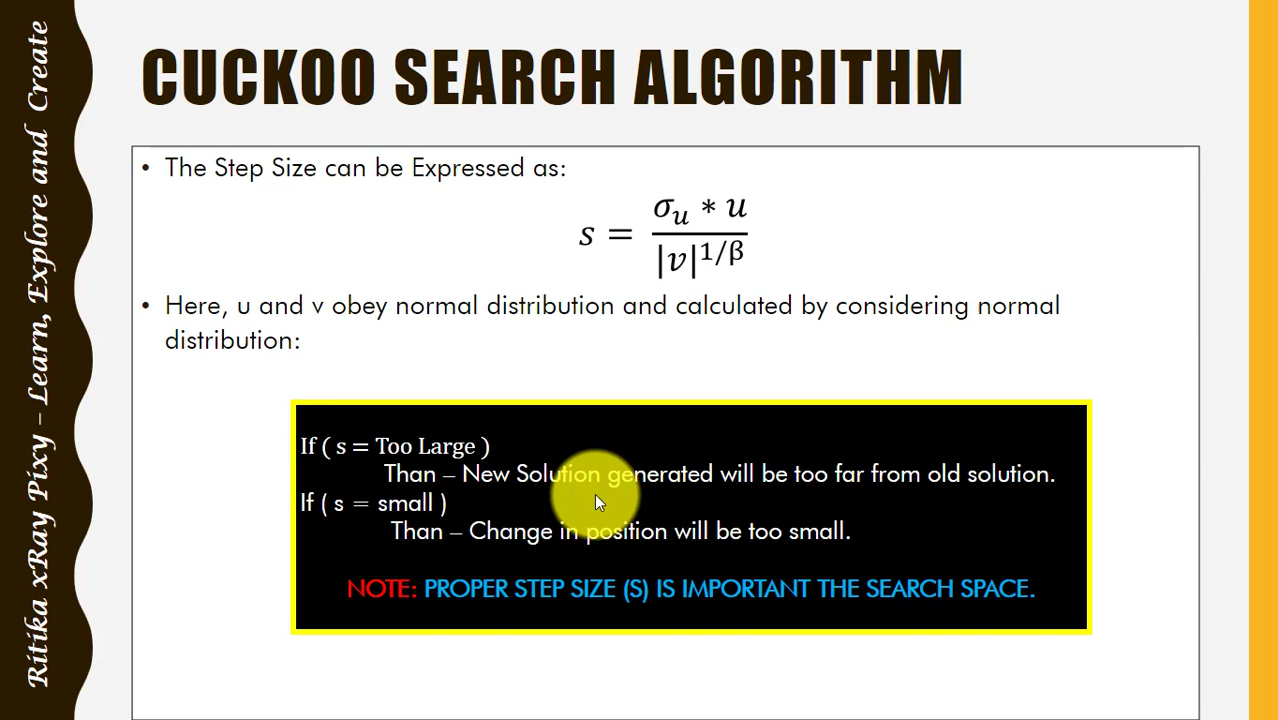 CUCKOO SEARCH ALGORITHM
Ritika xRay Pixy – Learn, Explore and Create
• The Step Size can be Expressed as:
s = σᵤ * u / |v|^1/β
• Here, u and v obey normal distribution and calculated by considering normal
distribution:
If ( s = Too Large )
Than – New Solution generated will be too far from old solution.
If ( s = small )
Than – Change in position will be too small.
NOTE: PROPER STEP SIZE (S) IS IMPORTANT THE SEARCH SPACE.